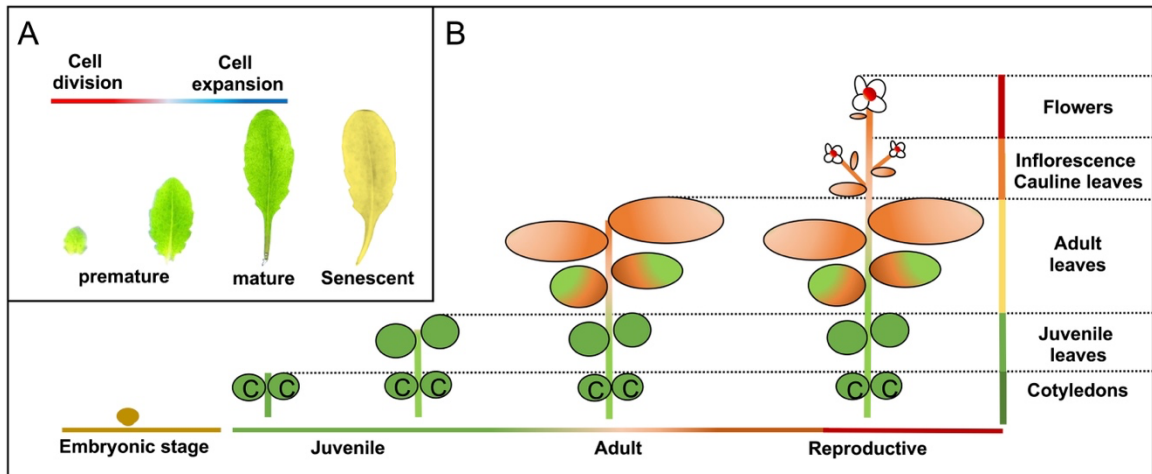 A
Cell
division
Cell
expansion
premature
mature
Senescent
B
Flowers
Inflorescence
Cauline leaves
Adult
leaves
Juvenile
leaves
Cotyledons
C C
C C
C C
C C
Embryonic stage
Juvenile
Adult
Reproductive